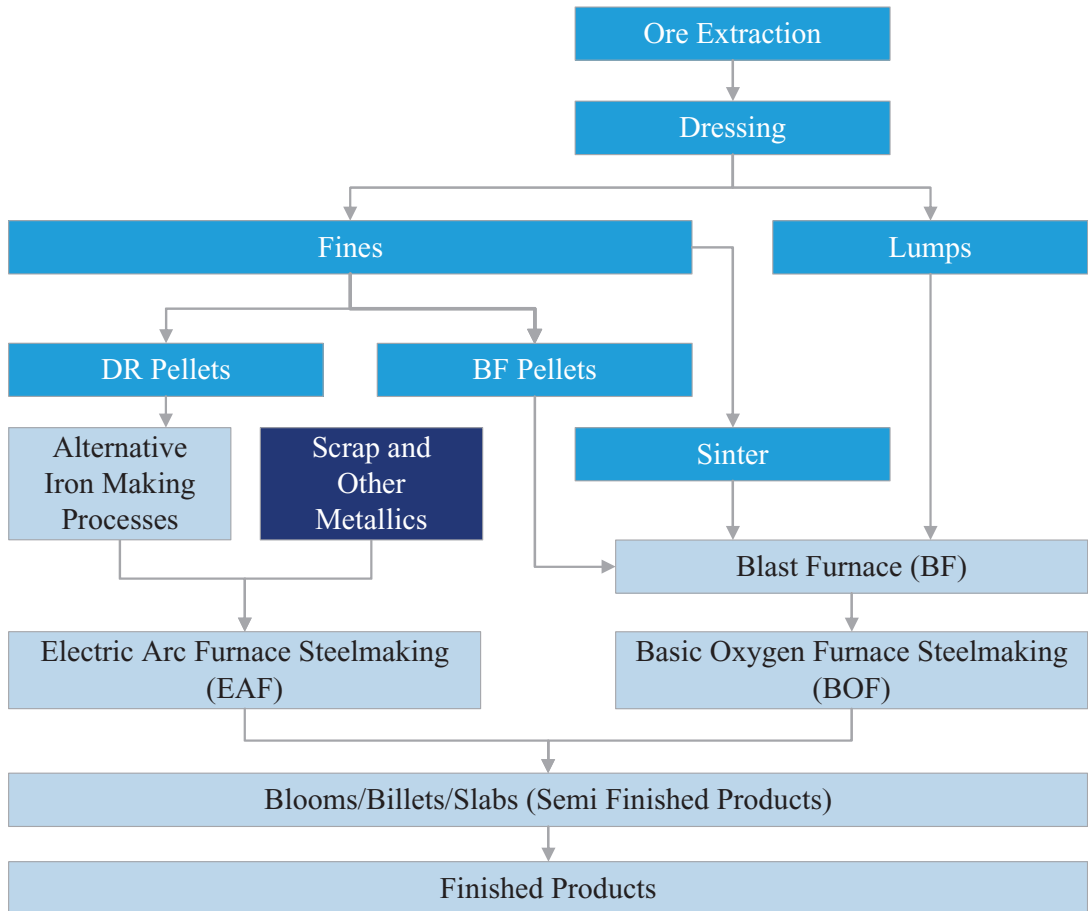 Ore Extraction
Dressing
Fines
Lumps
DR Pellets
BF Pellets
Alternative
Iron Making
Processes
Scrap and
Other
Metallics
Sinter
Blast Furnace (BF)
Electric Arc Furnace Steelmaking
(EAF)
Basic Oxygen Furnace Steelmaking
(BOF)
Blooms/Billets/Slabs (Semi Finished Products)
Finished Products